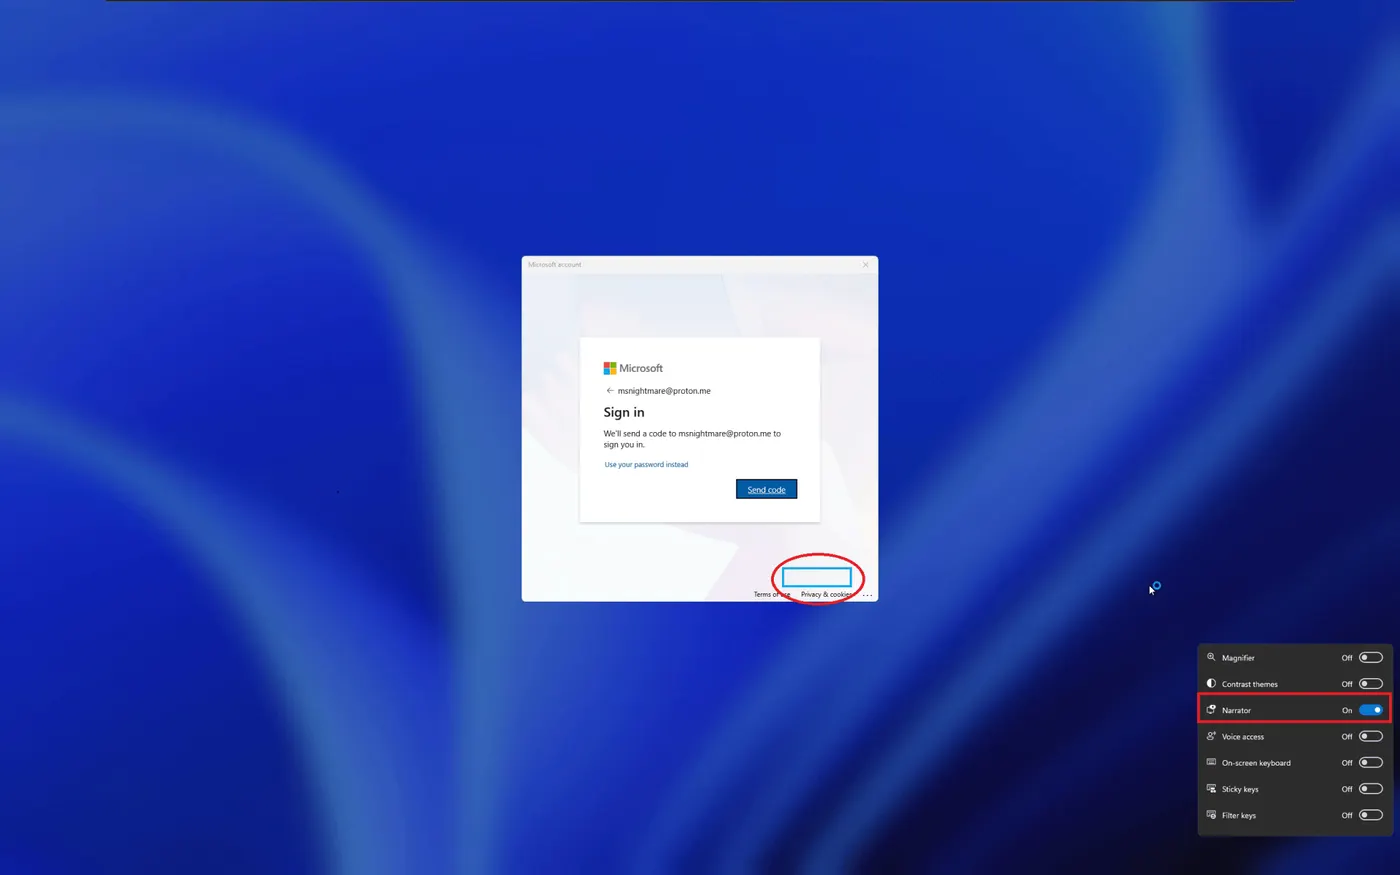 Microsoft account
Microsoft
← msnightmare@proton.me
Sign in
We'll send a code to msnightmare@proton.me to
sign you in.
Use your password instead
Send code
Terms of use Privacy & cookies ...
Magnifier Off
Contrast themes Off
Narrator On
Voice access Off
On-screen keyboard Off
Sticky keys Off
Filter keys Off